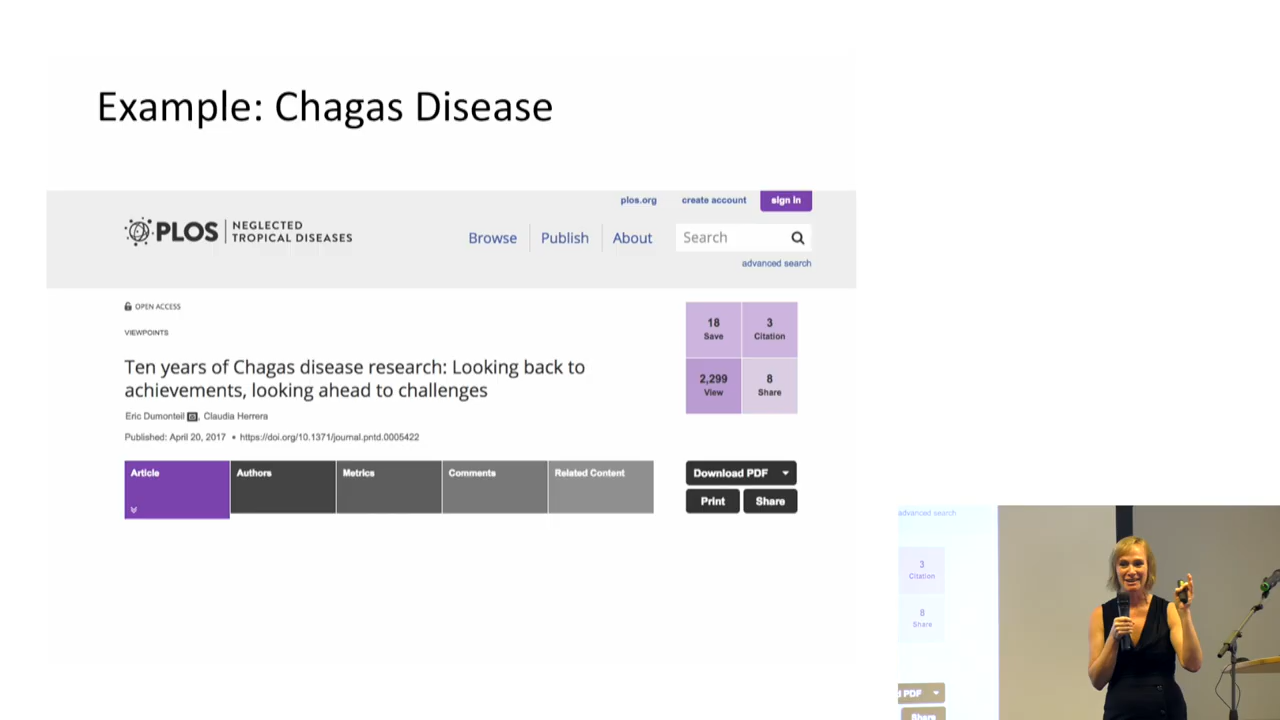 Example: Chagas Disease
plos.org create account sign in
PLOS NEGLECTED
TROPICAL DISEASES
Browse Publish About Search
advanced search
OPEN ACCESS
VIEWPOINTS
18 Save
3 Citation
2,299 View
8 Share
Ten years of Chagas disease research: Looking back to
achievements, looking ahead to challenges
Eric Dumonteil, Claudia Herrera
Published: April 20, 2017 • https://doi.org/10.1371/journal.pntd.0005422
Article Authors Metrics Comments Related Content
Download PDF
Print Share
advanced search
3
Citation
8
Share
PDF
Share